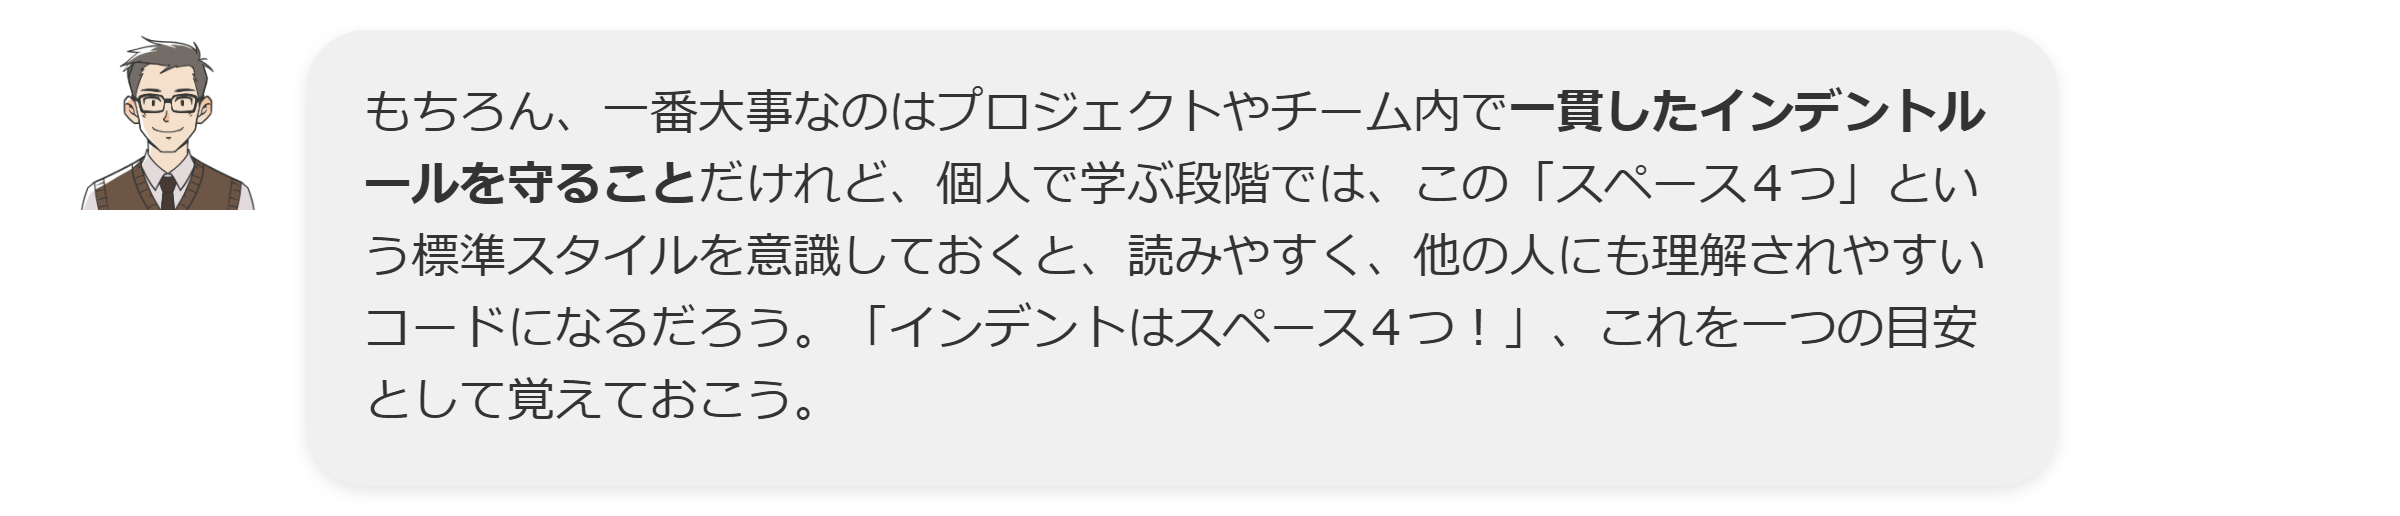 もちろん、一番大事なのはプロジェクトやチーム内で一貫したインデントル
ールを守ることだけれど、個人で学ぶ段階では、この「スペース４つ」とい
う標準スタイルを意識しておくと、読みやすく、他の人にも理解されやすい
コードになるだろう。「インデントはスペース４つ！」、これを一つの目安
として覚えておこう。